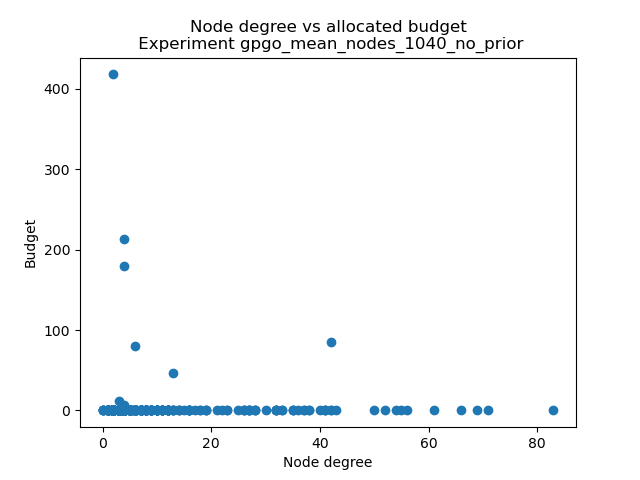 Node degree vs allocated budget
Experiment gpgo_mean_nodes_1040_no_prior
400
300
200
100
0
Budget
0 20 40 60 80
Node degree